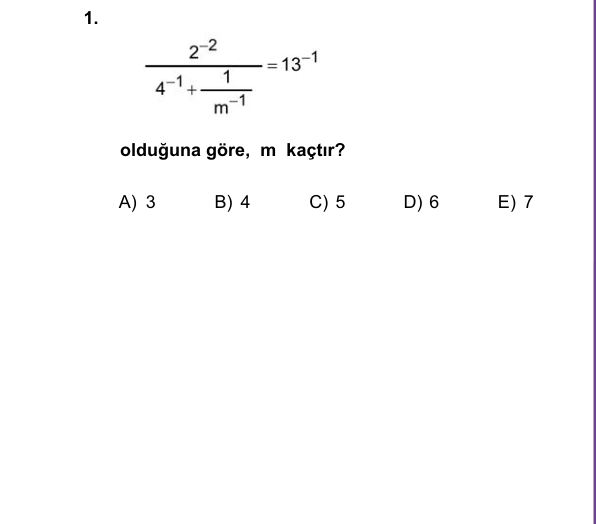 1.
2⁻² / (4⁻¹ + 1 / m⁻¹) = 13⁻¹
olduğuna göre, m kaçtır?
A) 3 B) 4 C) 5 D) 6 E) 7